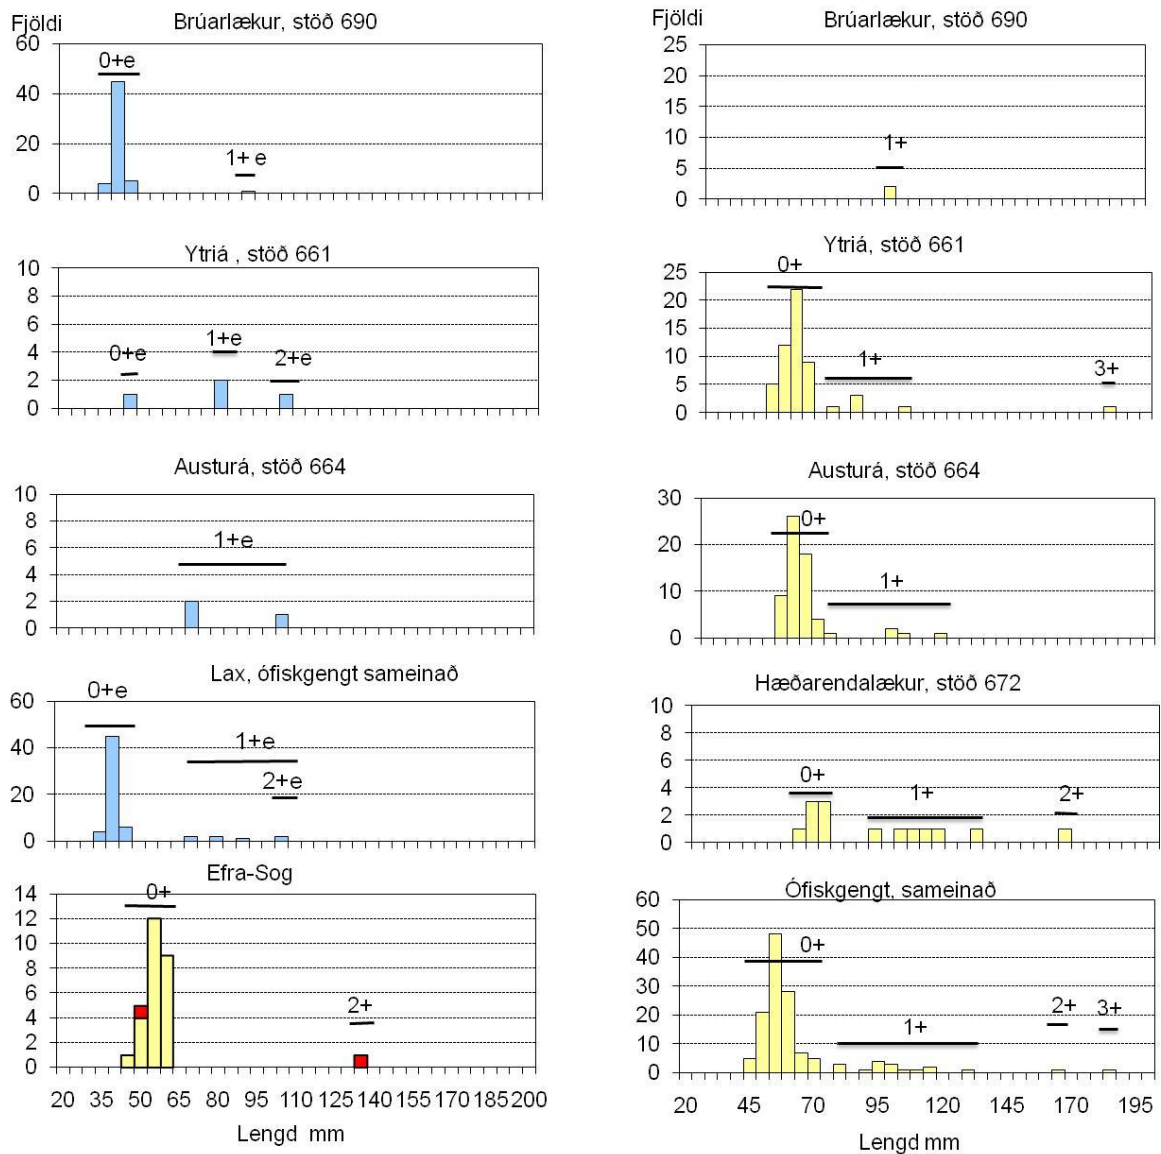 Fjöldi
Brúarlækur, stöð 690
60
40
20
0
0+e
1+ e
Ytriá , stöð 661
10
8
6
4
2
0
0+e
1+e
2+e
Austurá, stöð 664
10
8
6
4
2
0
1+e
Lax, ófiskgengt sameinað
60
40
20
0
0+e
1+e
2+e
Efra-Sog
14
12
10
8
6
4
2
0
0+
2+
20 35 50 65 80 95 110 125 140 155 170 185 200
Lengd mm
Fjöldi
Brúarlækur, stöð 690
25
20
15
10
5
0
1+
Ytriá, stöð 661
25
20
15
10
5
0
0+
1+
3+
Austurá, stöð 664
30
20
10
0
0+
1+
Hæðarendalækur, stöð 672
10
8
6
4
2
0
0+
1+
2+
Ófiskgengt, sameinað
60
50
40
30
20
10
0
0+
1+
2+
3+
20 45 70 95 120 145 170 195
Lengd mm